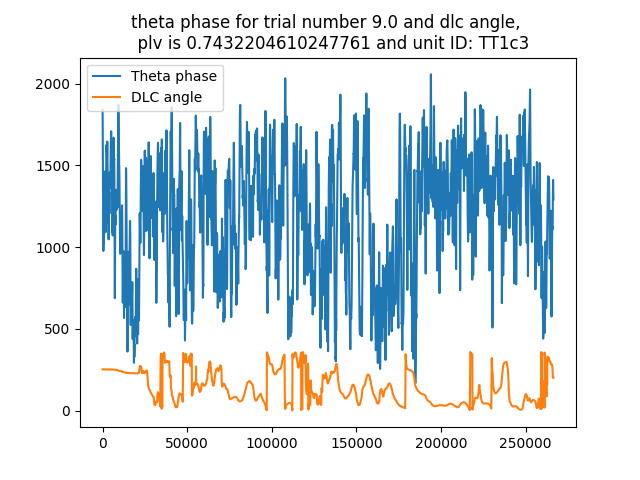 theta phase for trial number 9.0 and dlc angle,
plv is 0.7432204610247761 and unit ID: TT1c3
Theta phase
DLC angle
2000
1500
1000
500
0
0 50000 100000 150000 200000 250000